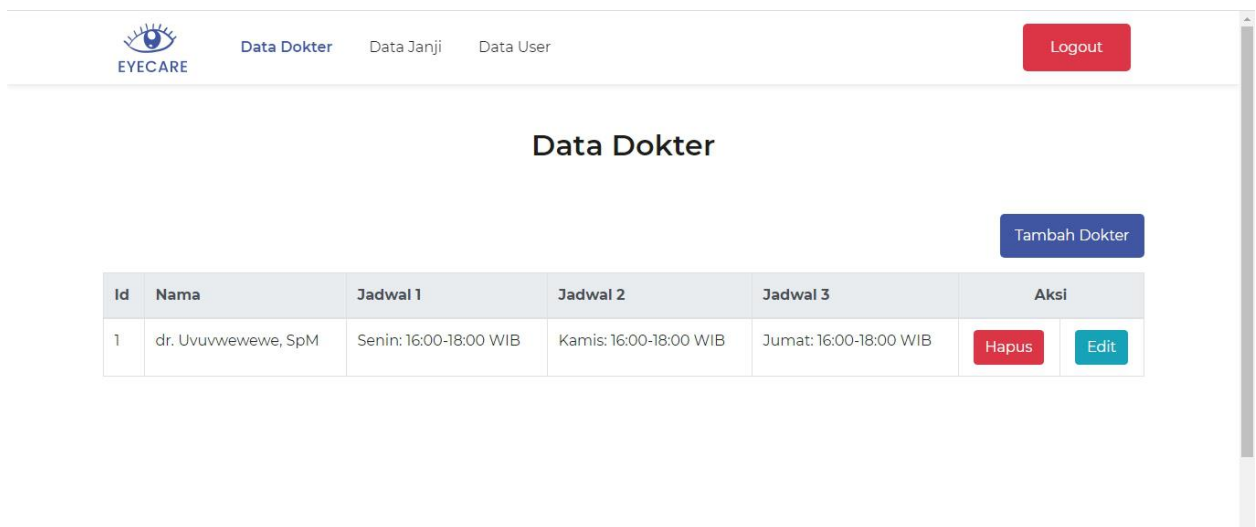 EYECARE
Data Dokter Data Janji Data User Logout
Data Dokter
Tambah Dokter
Id Nama Jadwal 1 Jadwal 2 Jadwal 3 Aksi
1 dr. Uvuvwewewe, SpM Senin: 16:00-18:00 WIB Kamis: 16:00-18:00 WIB Jumat: 16:00-18:00 WIB Hapus Edit